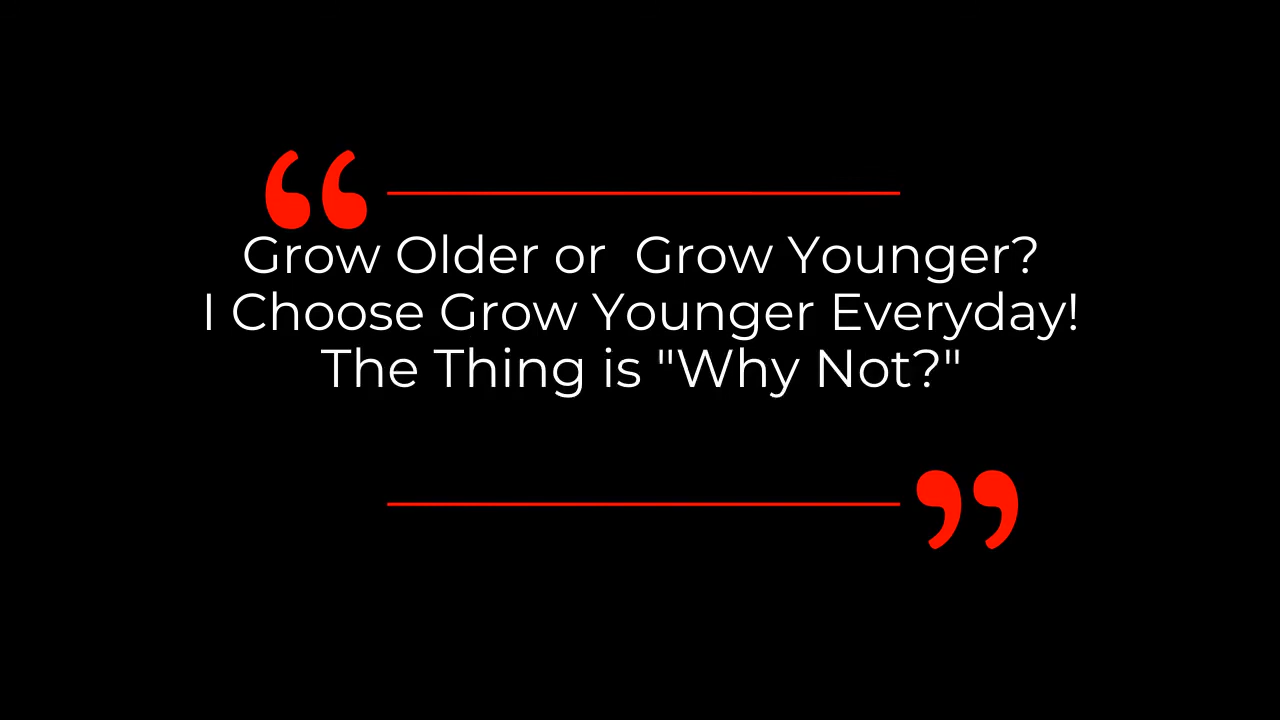 Grow Older or  Grow Younger?
I Choose Grow Younger Everyday!
The Thing is "Why Not?"